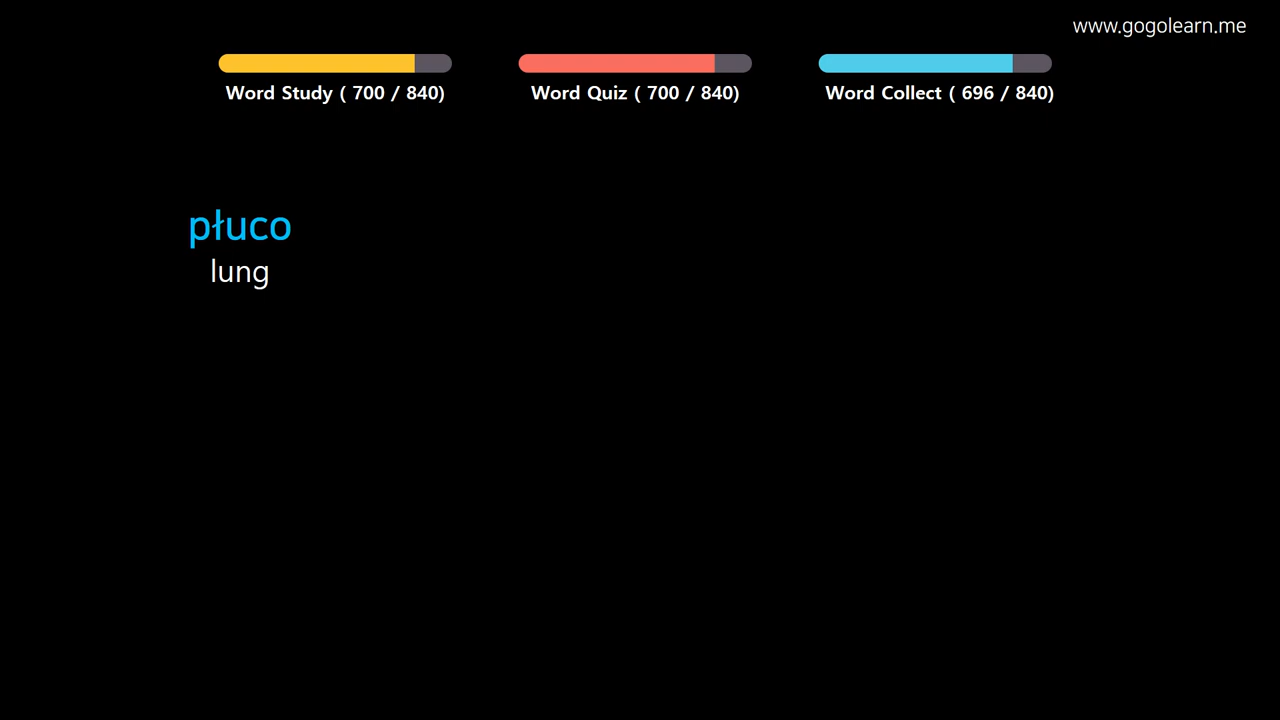 www.gogolearn.me
Word Study ( 700 / 840)
Word Quiz ( 700 / 840)
Word Collect ( 696 / 840)
płuco
lung